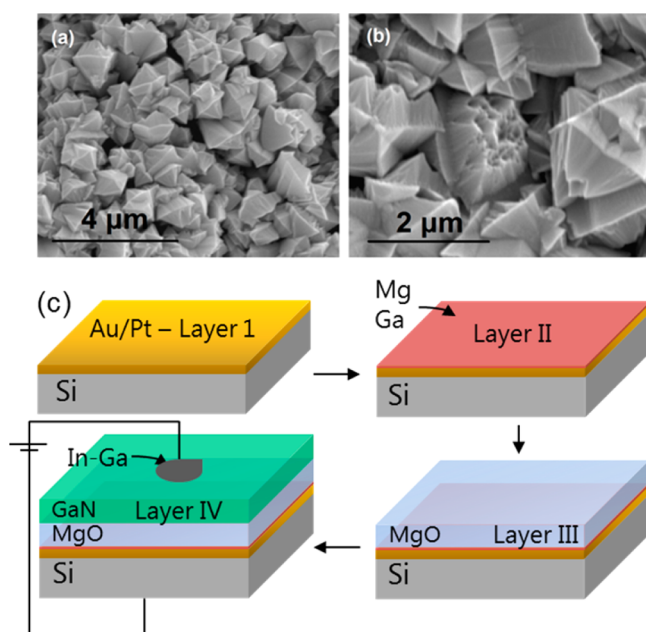 (a)
4 µm
(b)
2 µm
(c)
Au/Pt – Layer 1
Si
Mg
Ga
Layer II
Si
In-Ga
GaN
Layer IV
MgO
Si
MgO
Layer III
Si